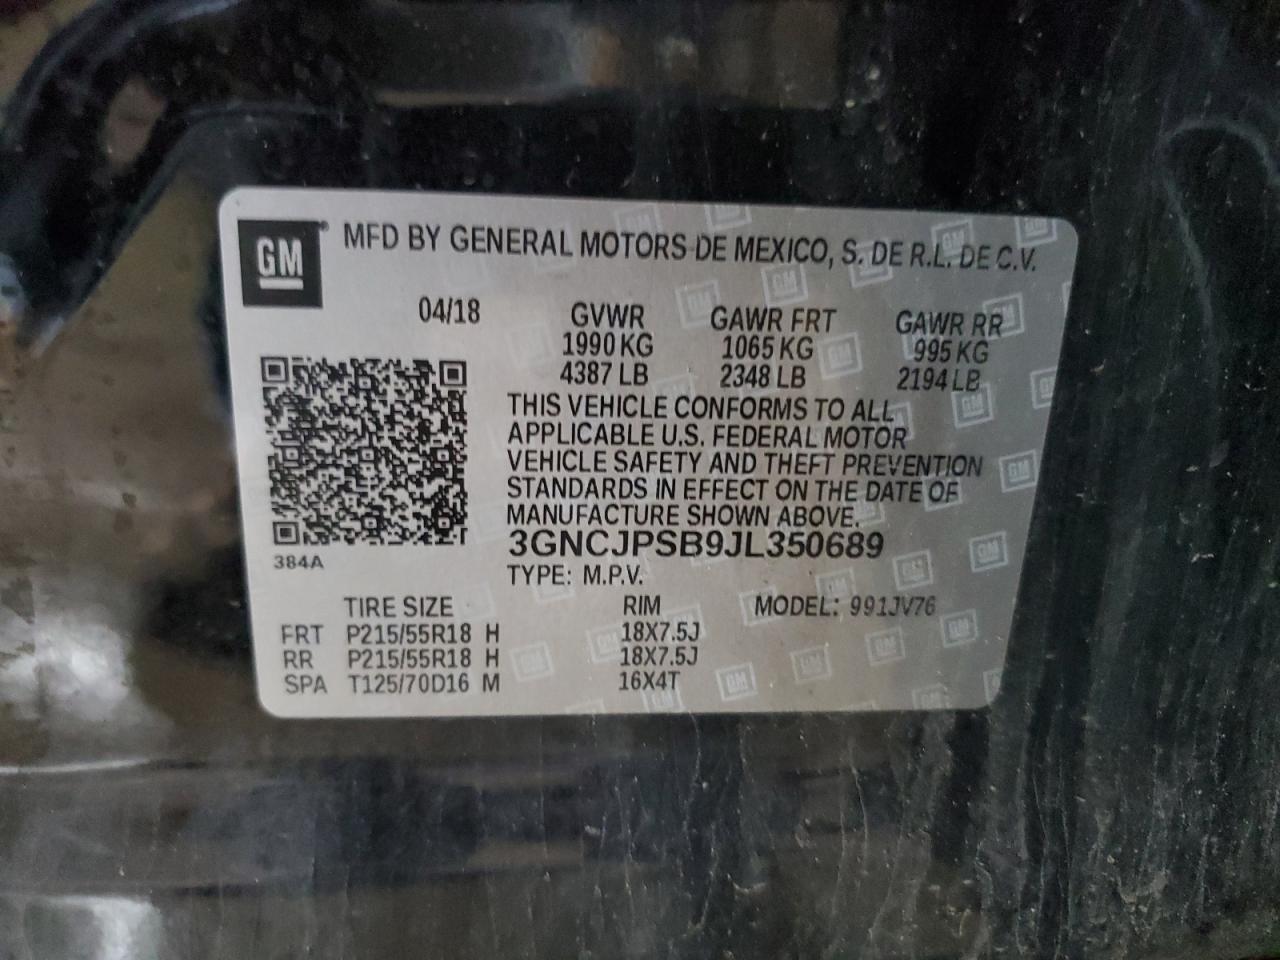 GM MFD BY GENERAL MOTORS DE MEXICO, S. DE R.L. DE C.V.
04/18 GVWR GAWR FRT GAWR RR
1990 KG 1065 KG 995 KG
4387 LB 2348 LB 2194 LB
THIS VEHICLE CONFORMS TO ALL
APPLICABLE U.S. FEDERAL MOTOR
VEHICLE SAFETY AND THEFT PREVENTION
STANDARDS IN EFFECT ON THE DATE OF
MANUFACTURE SHOWN ABOVE.
3GNCJPSB9JL350689
384A
TYPE: M.P.V.
TIRE SIZE RIM MODEL: 991JV76
FRT P215/55R18 H 18X7.5J
RR P215/55R18 H 18X7.5J
SPA T125/70D16 M 16X4T